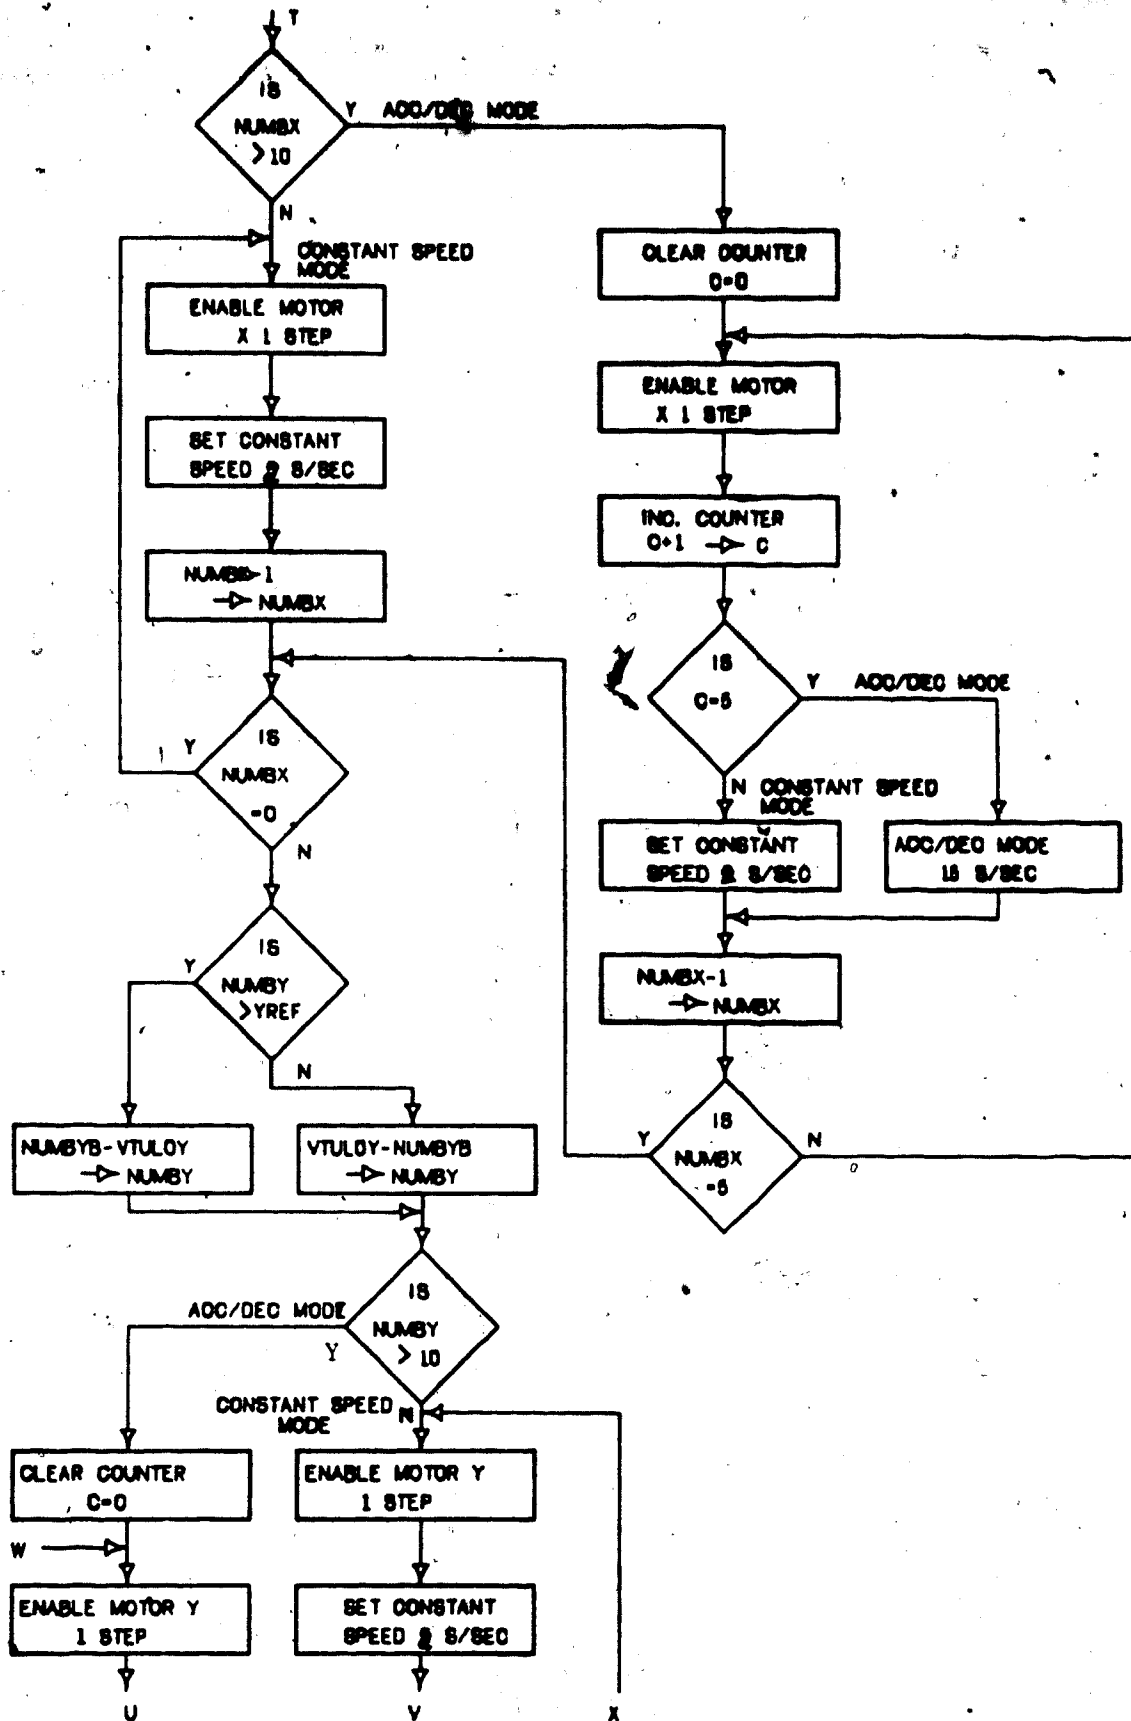 T
IS
NUMBX
> 10
Y ACC/DEC MODE
N
CONSTANT SPEED
MODE
ENABLE MOTOR
X 1 STEP
SET CONSTANT
SPEED @ S/SEC
-1
NUMBX
IS
NUMBX
=0
Y
N
IS
NUMBY
>YREF
Y
N
NUMBYB-VTULOY
NUMBY
VTULOY-NUMBYB
NUMBY
CLEAR COUNTER
C=0
ENABLE MOTOR
X 1 STEP
INC. COUNTER
C+1 → C
IS
C=5
Y ACC/DEC MODE
N CONSTANT SPEED
MODE
SET CONSTANT
SPEED @ S/SEC
ACC/DEC MODE
S/SEC
NUMBX-1
NUMBX
IS
NUMBX
=5
Y
N
IS
NUMBY
> 10
ACC/DEC MODE
Y
CONSTANT SPEED
MODE
N
CLEAR COUNTER
C=0
W
ENABLE MOTOR Y
1 STEP
U
ENABLE MOTOR Y
1 STEP
SET CONSTANT
SPEED @ S/SEC
V
X